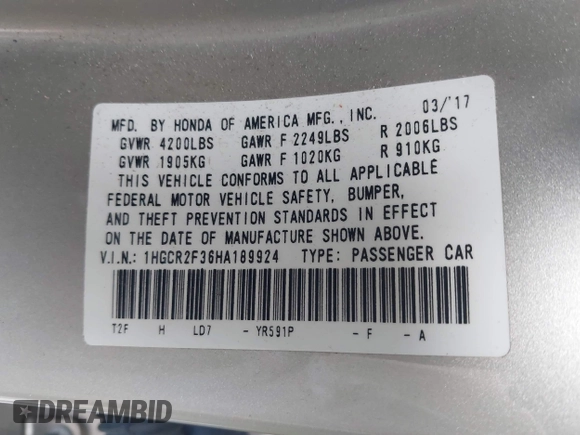 MFD. BY HONDA OF AMERICA MFG., INC. 03/'17
GVWR 4200LBS GAWR F 2249LBS R 2006LBS
GVWR 1905KG GAWR F 1020KG R 910KG
THIS VEHICLE CONFORMS TO ALL APPLICABLE
FEDERAL MOTOR VEHICLE SAFETY, BUMPER,
AND THEFT PREVENTION STANDARDS IN EFFECT
ON THE DATE OF MANUFACTURE SHOWN ABOVE.
V.I.N.: 1HGCR2F36HA189924 TYPE: PASSENGER CAR
T2F H LD7 - YR591P - F - A
DREAMBID